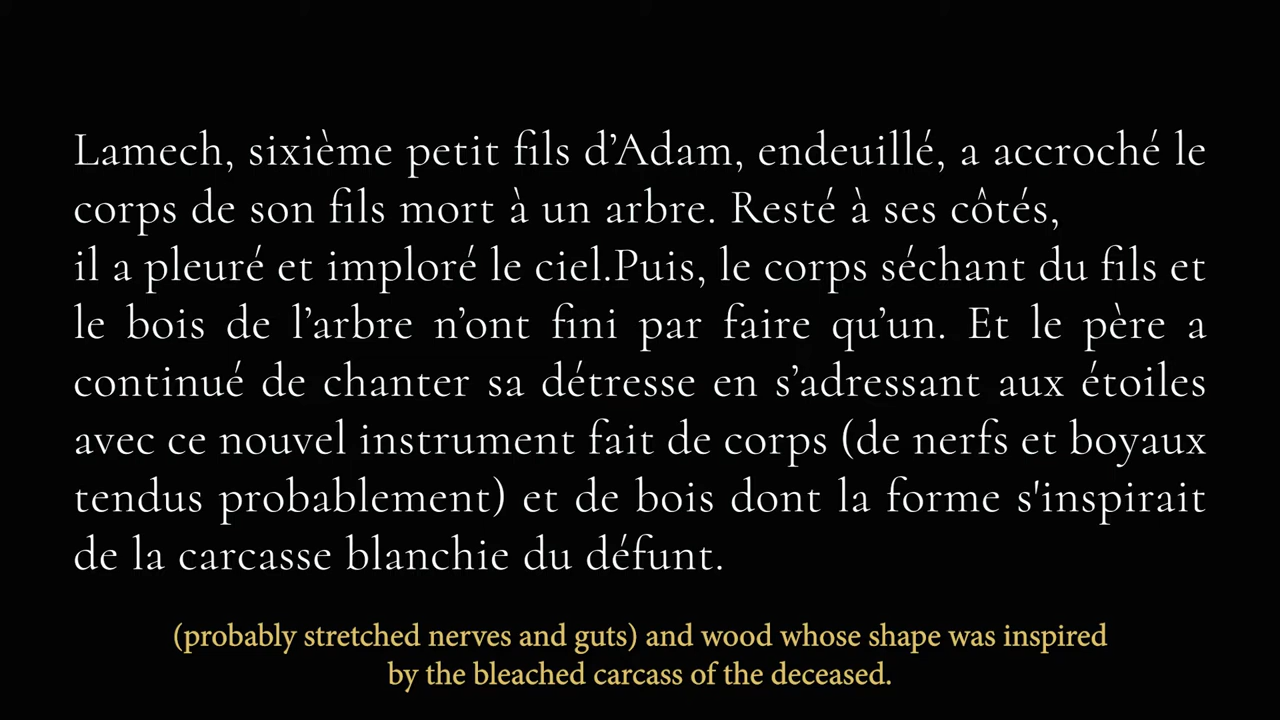 Lamech, sixième petit fils d’Adam, endeuillé, a accroché le
corps de son fils mort à un arbre. Resté à ses côtés,
il a pleuré et imploré le ciel.Puis, le corps séchant du fils et
le bois de l’arbre n’ont fini par faire qu’un. Et le père a
continué de chanter sa détresse en s’adressant aux étoiles
avec ce nouvel instrument fait de corps (de nerfs et boyaux
tendus probablement) et de bois dont la forme s'inspirait
de la carcasse blanchie du défunt.
(probably stretched nerves and guts) and wood whose shape was inspired
by the bleached carcass of the deceased.